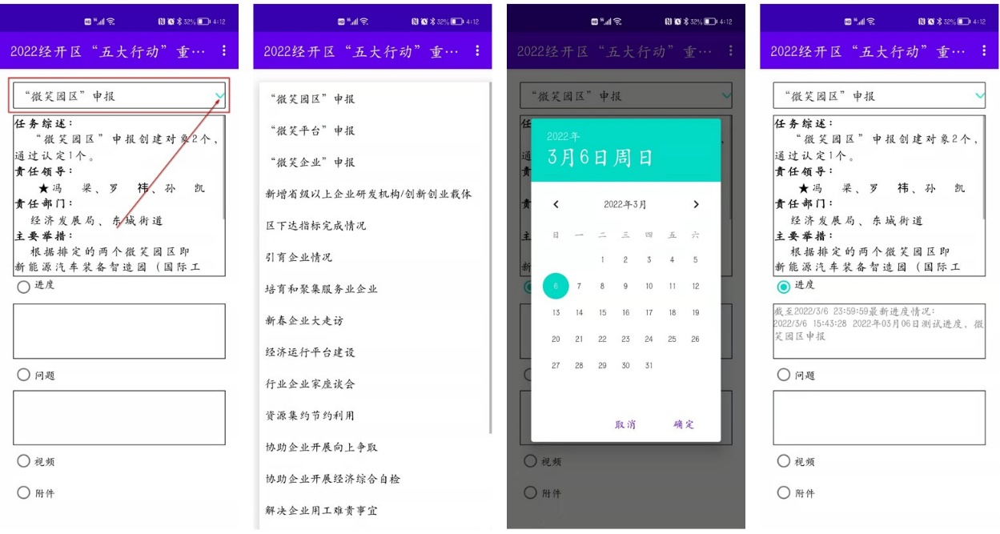 HD 5G 32% 4:12
2022经开区“五大行动”重…
“微笑园区”申报
任务综述:
“微笑园区”申报创建对象2个,
通过认定1个。
责任领导:
★冯 梁、罗 祎、孙 凯
责任部门:
经济发展局、东城街道
主要举措:
根据排定的两个微笑园区即
新能源汽车装备智造园(国际工
进度
问题
视频
附件
HD 5G 32% 4:12
2022经开区“五大行动”重…
“微笑园区”申报
“微笑平台”申报
“微笑企业”申报
新增省级以上企业研发机构/创新创业载体
区下达指标完成情况
引育企业情况
培育和聚集服务业企业
新春企业大走访
经济运行平台建设
行业企业家座谈会
资源集约节约利用
协助企业开展向上争取
协助企业开展经济综合自检
解决企业用工难贵事宜
HD 5G 32% 4:12
2022经开区“五大行动”重…
“微笑园区”申报
任
通
责
责
主
新
2022年
3月6日周日
2022年3月
日 一 二 三 四 五 六
1 2 3 4 5
6 7 8 9 10 11 12
13 14 15 16 17 18 19
20 21 22 23 24 25 26
27 28 29 30 31
取消 确定
视频
附件
HD 5G 32% 4:12
2022经开区“五大行动”重…
“微笑园区”申报
任务综述:
“微笑园区”申报创建对象2个,
通过认定1个。
责任领导:
★冯 梁、罗 祎、孙 凯
责任部门:
经济发展局、东城街道
主要举措:
根据排定的两个微笑园区即
新能源汽车装备智造园(国际工
进度
截至2022/3/6 23:59:59最新进度情况:
2022/3/6 15:43:28 2022年03月06日测试进度,微
笑园区申报
问题
视频
附件